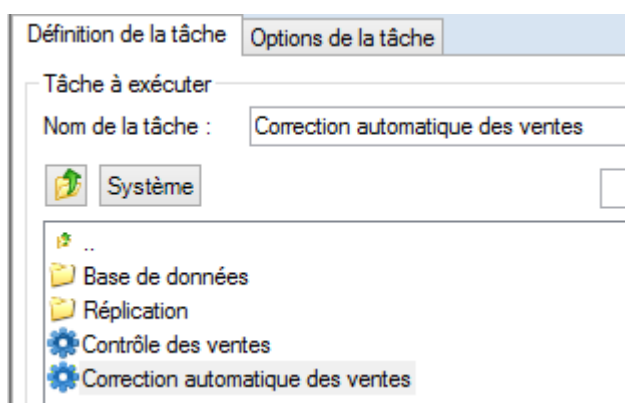 Définition de la tâche Options de la tâche
Tâche à exécuter
Nom de la tâche : Correction automatique des ventes
Système
..
Base de données
Réplication
Contrôle des ventes
Correction automatique des ventes